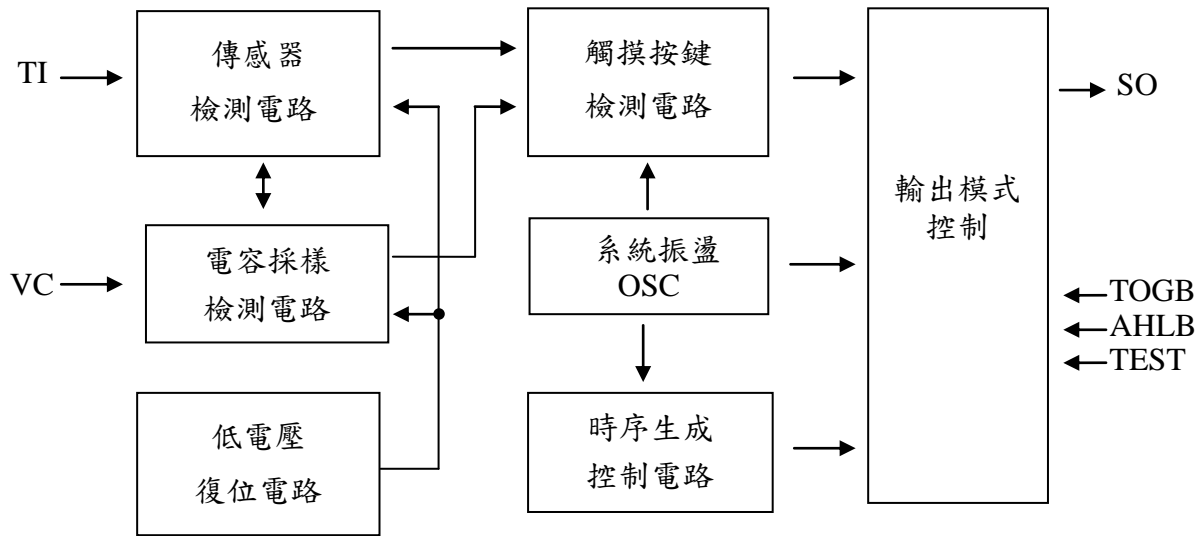 TI
傳感器
檢測電路
觸摸按鍵
檢測電路
SO
輸出模式
控制
VC
電容採樣
檢測電路
系統振盪
OSC
TOGB
AHLB
TEST
低電壓
復位電路
時序生成
控制電路